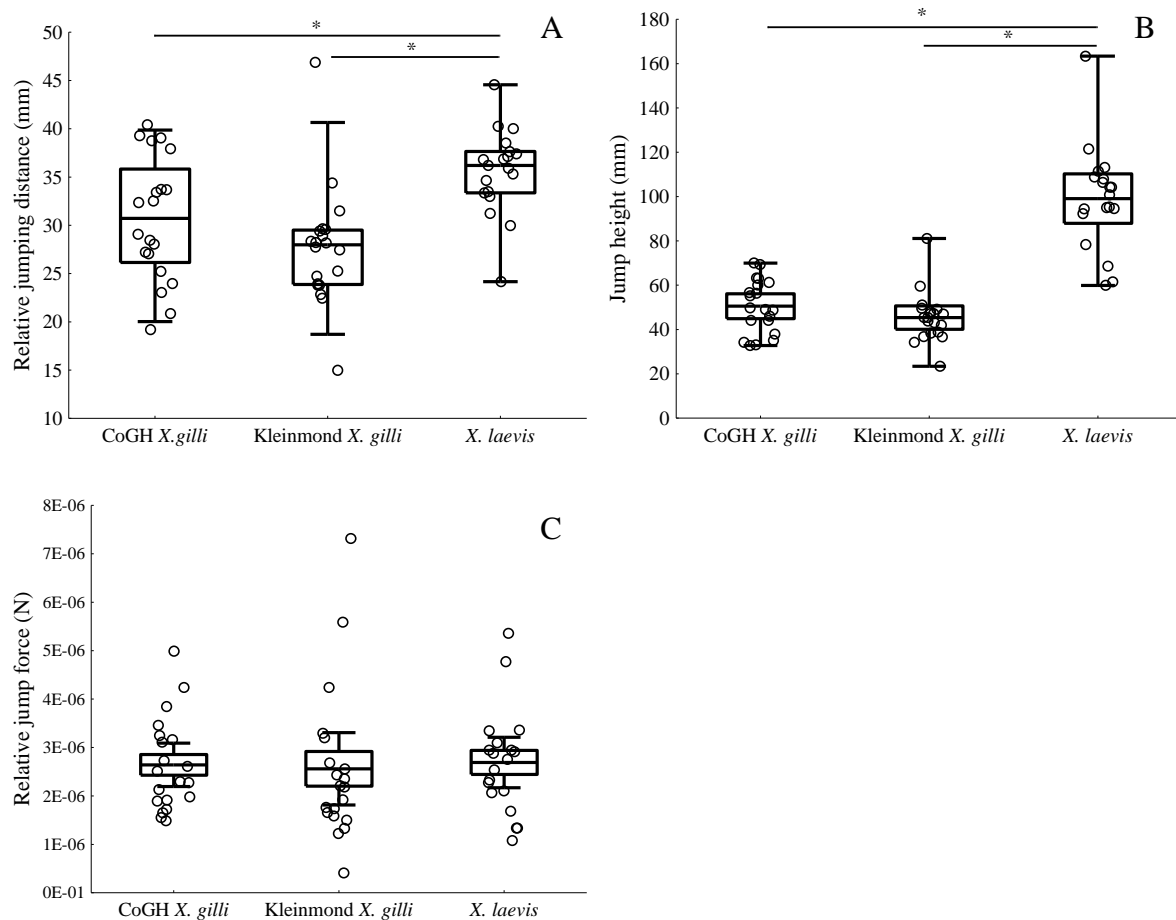 A
*
*
Relative jumping distance (mm)
50
45
40
35
30
25
20
15
10
CoGH X.gilli
Kleinmond X. gilli
X. laevis
B
*
*
Jump height (mm)
180
160
140
120
100
80
60
40
20
0
CoGH X. gilli
Kleinmond X. gilli
X. laevis
C
Relative jump force (N)
8E-06
7E-06
6E-06
5E-06
4E-06
3E-06
2E-06
1E-06
0E-01
CoGH X. gilli
Kleinmond X. gilli
X. laevis